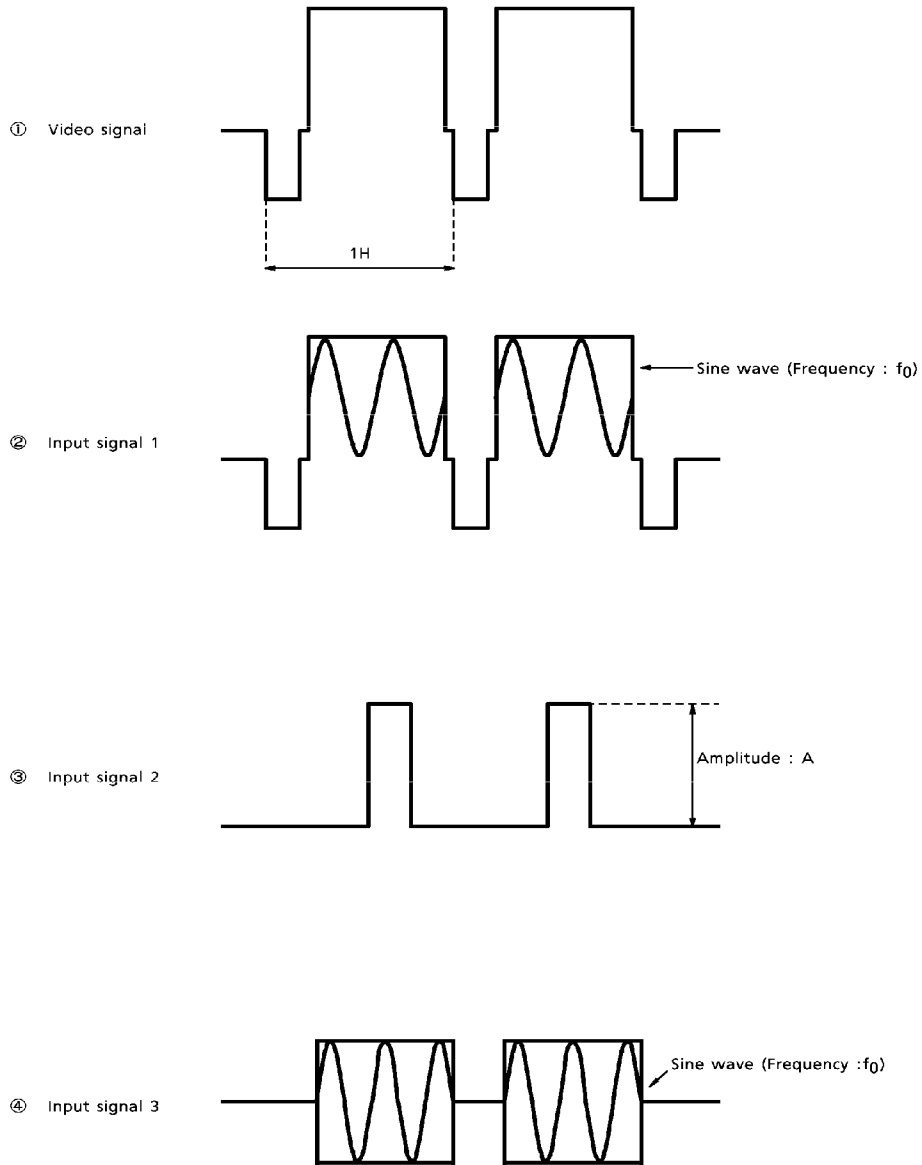 ① Video signal
1H
Sine wave (Frequency : f0)
② Input signal 1
Amplitude : A
③ Input signal 2
Sine wave (Frequency :f0)
④ Input signal 3